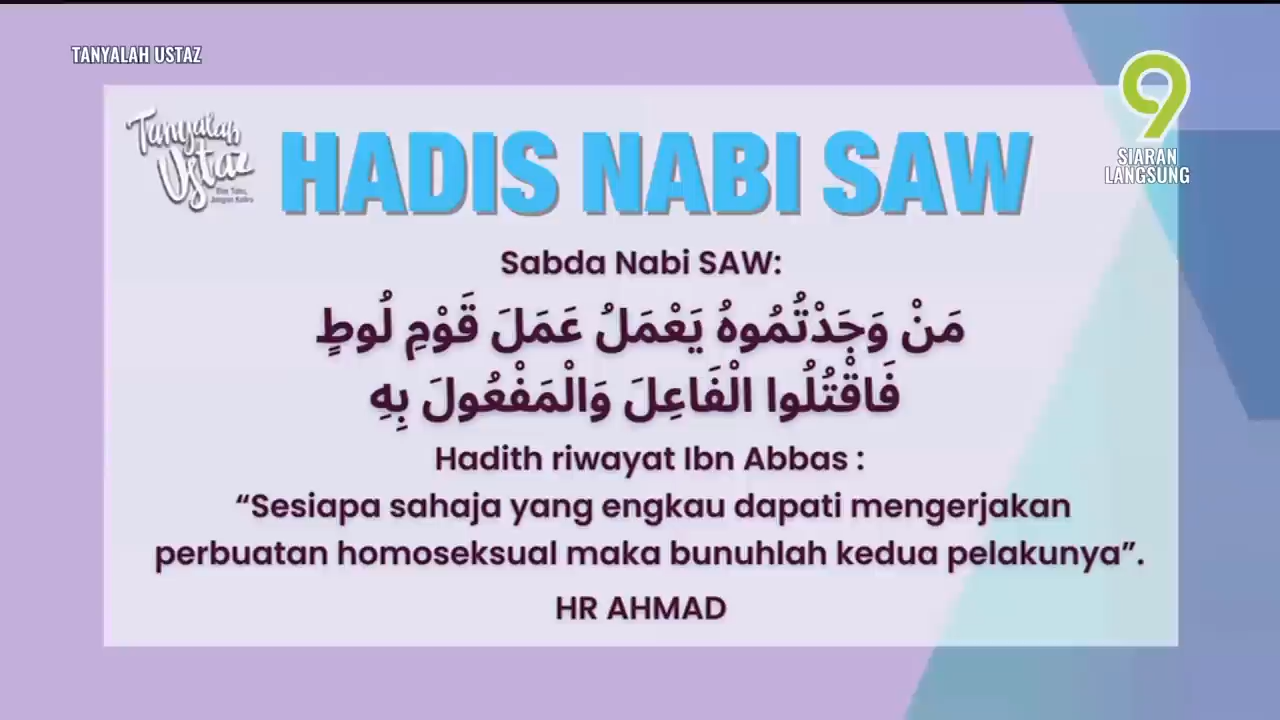 TANYALAH USTAZ
9
SIARAN
LANGSUNG
Tanyalah
Ustaz
HADIS NABI SAW
Sabda Nabi SAW:
مَنْ وَجَدْتُمُوهُ يَعْمَلُ عَمَلَ قَوْمِ لُوطٍ
فَاقْتُلُوا الْفَاعِلَ وَالْمَفْعُولَ بِهِ
Hadith riwayat Ibn Abbas :
“Sesiapa sahaja yang engkau dapati mengerjakan
perbuatan homoseksual maka bunuhlah kedua pelakunya”.
HR AHMAD